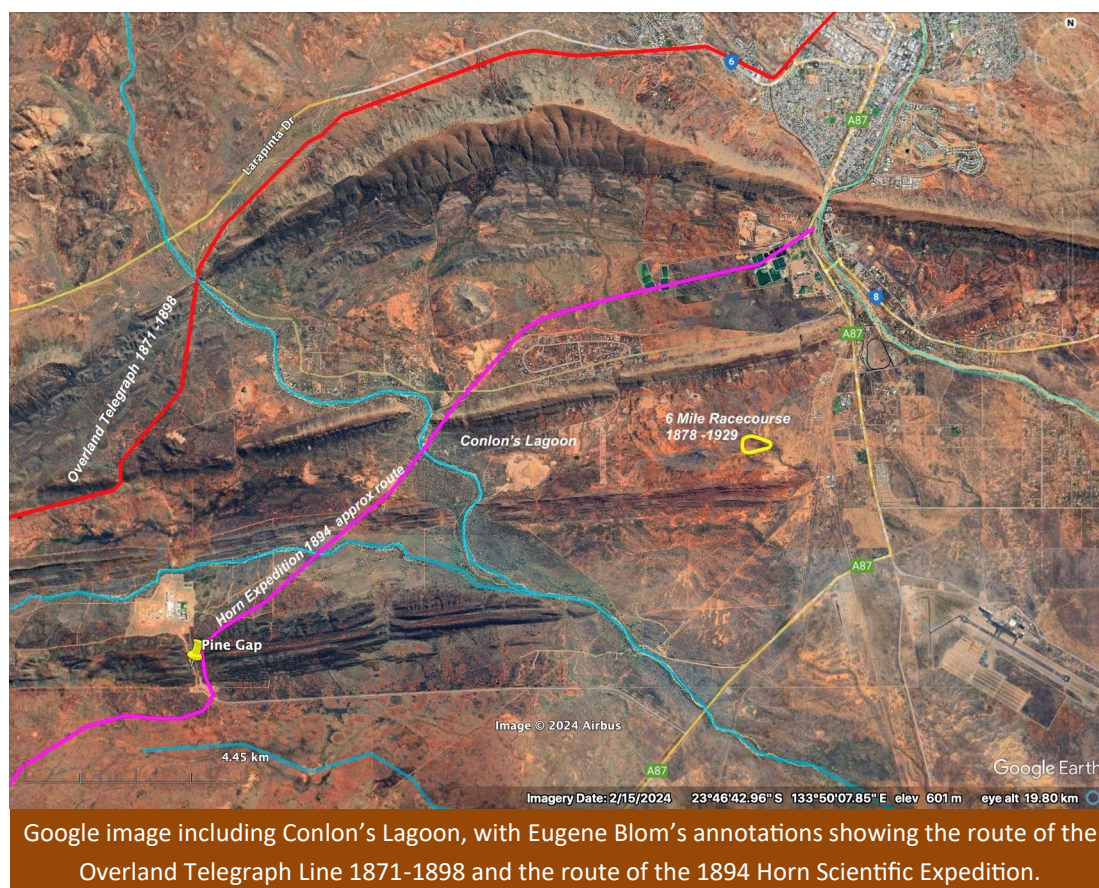 N
6
A87
Larapinta Dr
8
A87
Overland Telegraph 1871 -1898
6 Mile Racecourse
1878 -1929
Conlon's Lagoon
Horn Expedition 1894 approx route
A87
Pine Gap
Image © 2024 Airbus
4.45 km
A87
Google Earth
Imagery Date: 2/15/2024 23°46'42.96" S 133°50'07.85" E elev 601 m eye alt 19.80 km
Google image including Conlon’s Lagoon, with Eugene Blom’s annotations showing the route of the
Overland Telegraph Line 1871-1898 and the route of the 1894 Horn Scientific Expedition.